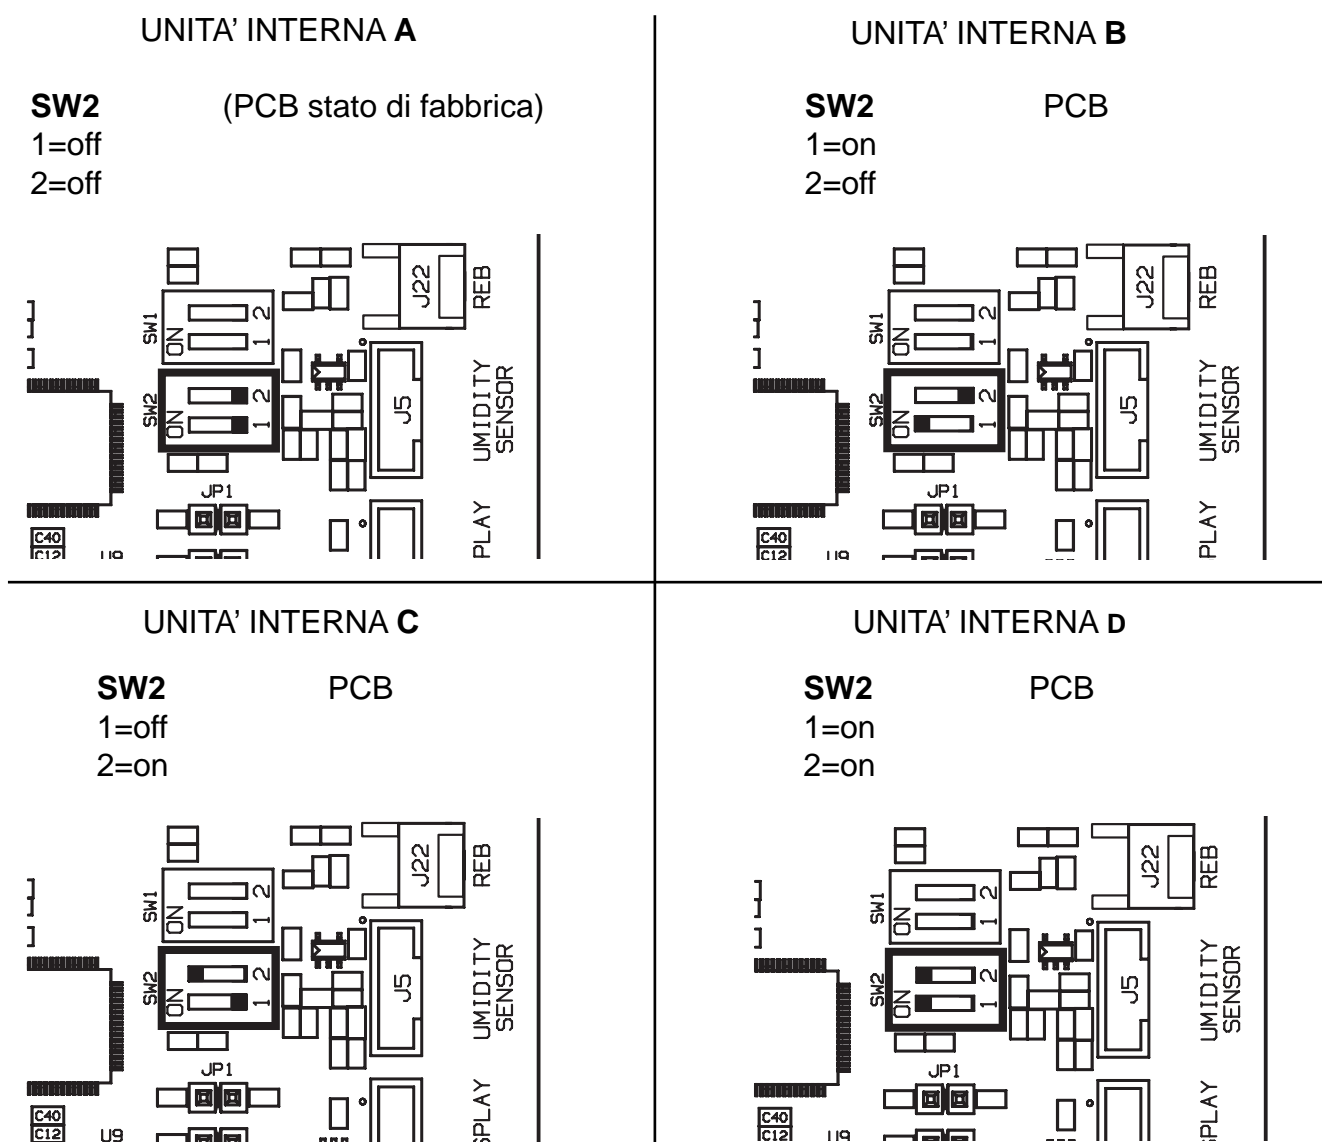 UNITA' INTERNA A
SW2 (PCB stato di fabbrica)
1=off
2=off
J22
REB
SW1
ON
2
1
SW2
ON
2
1
J5
UMIDITY
SENSOR
JP1
PLAY
C40
C12
U9
UNITA' INTERNA B
SW2 PCB
1=on
2=off
J22
REB
SW1
ON
2
1
SW2
ON
2
1
J5
UMIDITY
SENSOR
JP1
PLAY
C40
C12
U9
UNITA' INTERNA C
SW2 PCB
1=off
2=on
J22
REB
SW1
ON
2
1
SW2
ON
2
1
J5
UMIDITY
SENSOR
JP1
SPLAY
C40
C12
U9
UNITA' INTERNA D
SW2 PCB
1=on
2=on
J22
REB
SW1
ON
2
1
SW2
ON
2
1
J5
UMIDITY
SENSOR
JP1
SPLAY
C40
C12
U9